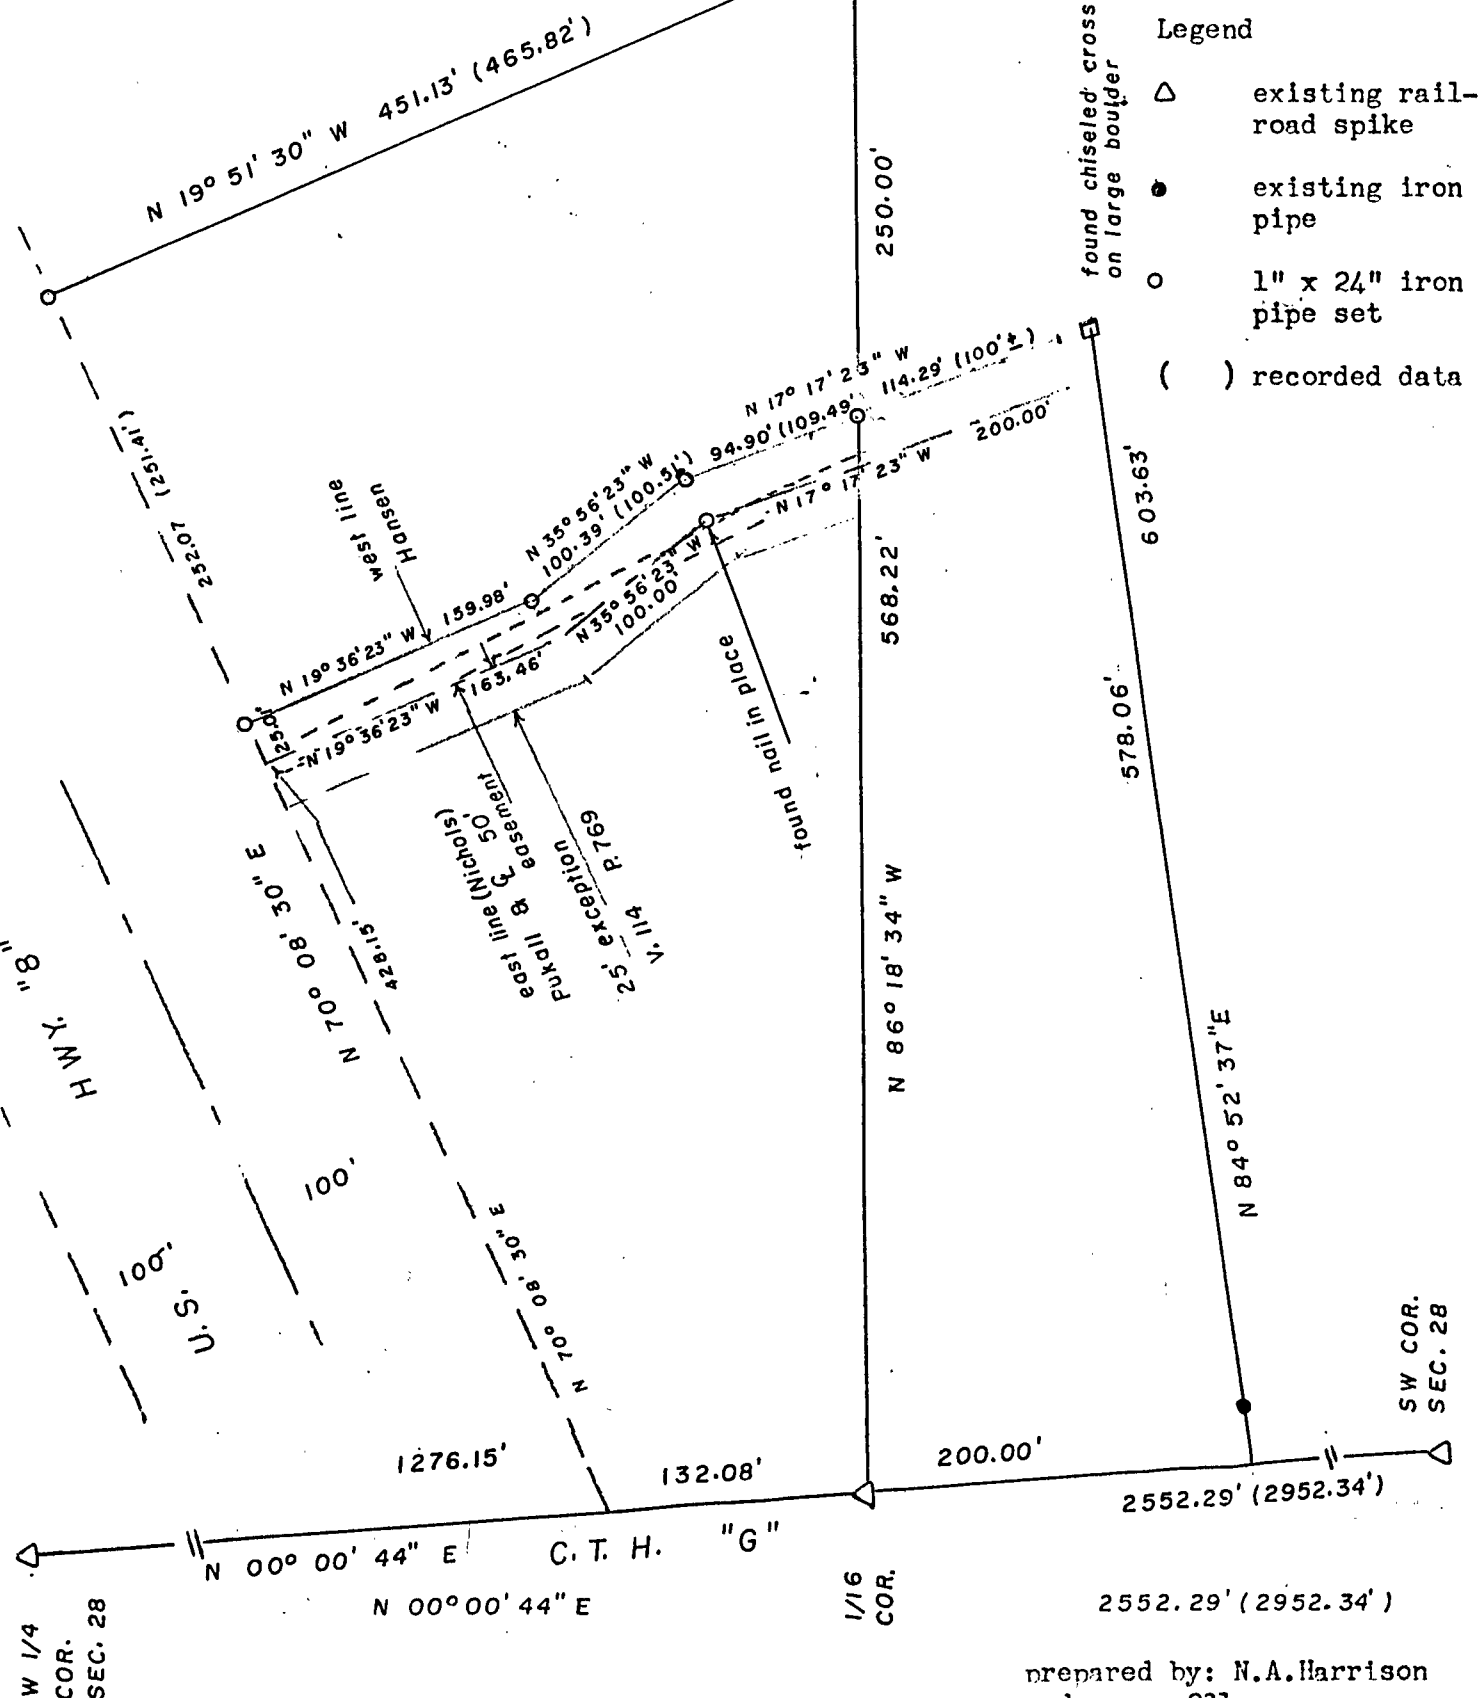 Legend
existing rail-
road spike
existing iron
pipe
1" x 24" iron
pipe set
( ) recorded data
found chiseled cross
on large boulder
N 19° 51' 30" W 451.13' (465.82')
250.00'
N 17° 17' 23" W
94.90' (109.49')
114.29' (100'±)
200.00'
N 17° 17' 23" W
603.63'
578.06'
N 84° 52' 37" E
568.22'
N 86° 18' 34" W
252.07 (251.41')
west line
Hansen
N 35° 56' 23" W
100.39' (100.51')
N 35° 56' 23" W
100.00'
N 19° 36' 23" W 159.98'
N 19° 36' 23" W 163.46'
25.01'
found nail in place
east line (Nichols)
Pukall & ℄ 50'
easement
25' exception
V. 114 P.769
N 70° 08' 30" E
428.15'
N 70° 08' 30" E
U.S. HWY. "8"
100'
100'
1276.15'
132.08'
200.00'
2552.29' (2952.34')
SW COR.
SEC. 28
N 00° 00' 44" E
C. T. H. "G"
N 00° 00' 44" E
1/16
COR.
2552.29' (2952.34')
W 1/4
COR.
SEC. 28
prepared by: N.A.Harrison